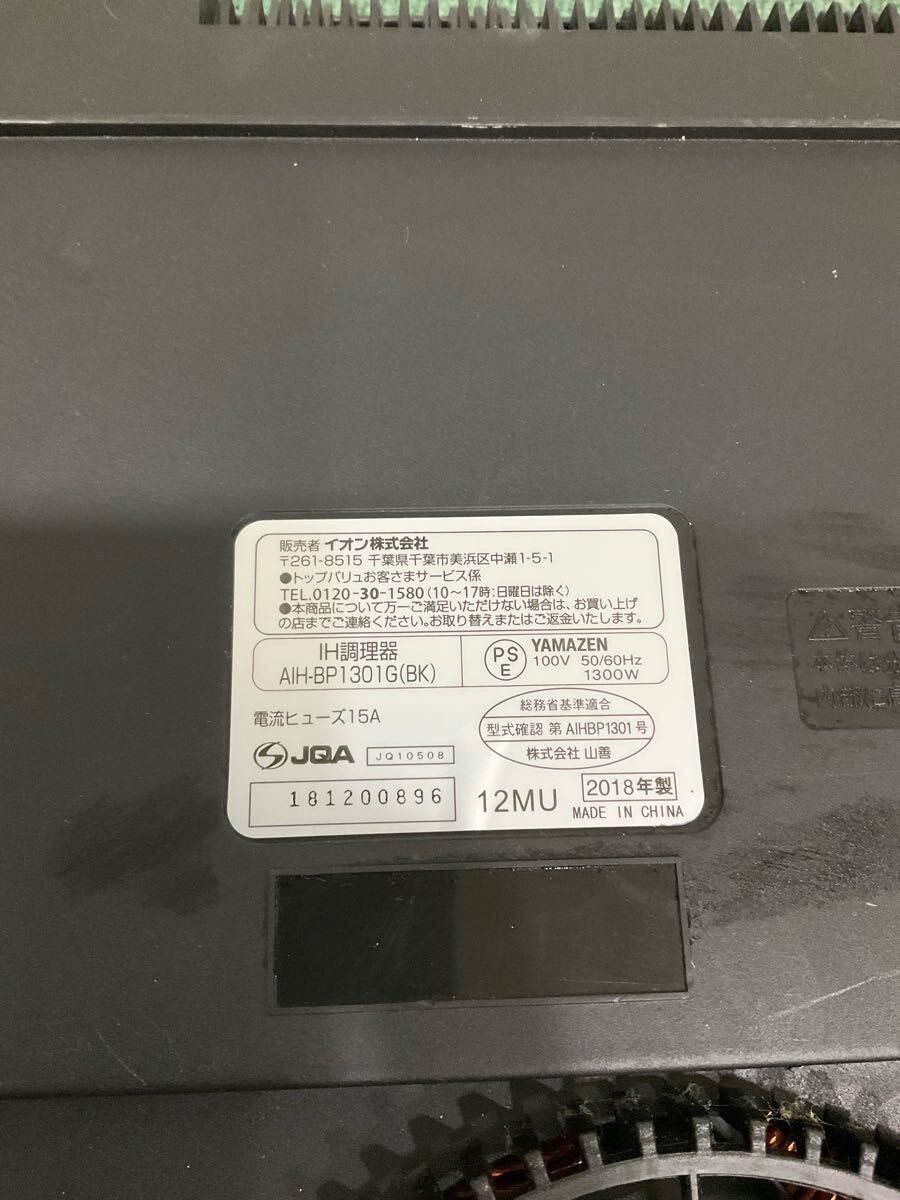 販売者 イオン株式会社
〒261-8515 千葉県千葉市美浜区中瀬1-5-1
●トップバリュお客さまサービス係
TEL.0120-30-1580(10～17時:日曜日は除く)
●本商品について万一ご満足いただけない場合は、お買い上げ
の店までご連絡ください。お取り替えまたはご返金いたします。
IH調理器
AIH-BP1301G(BK)
PS
E
YAMAZEN
100V 50/60Hz
1300W
電流ヒューズ15A
総務省基準適合
型式確認 第 AIHBP1301 号
株式会社 山善
JQA
JQ10508
181200896
12MU
2018年製
MADE IN CHINA
本体は分
内部に高